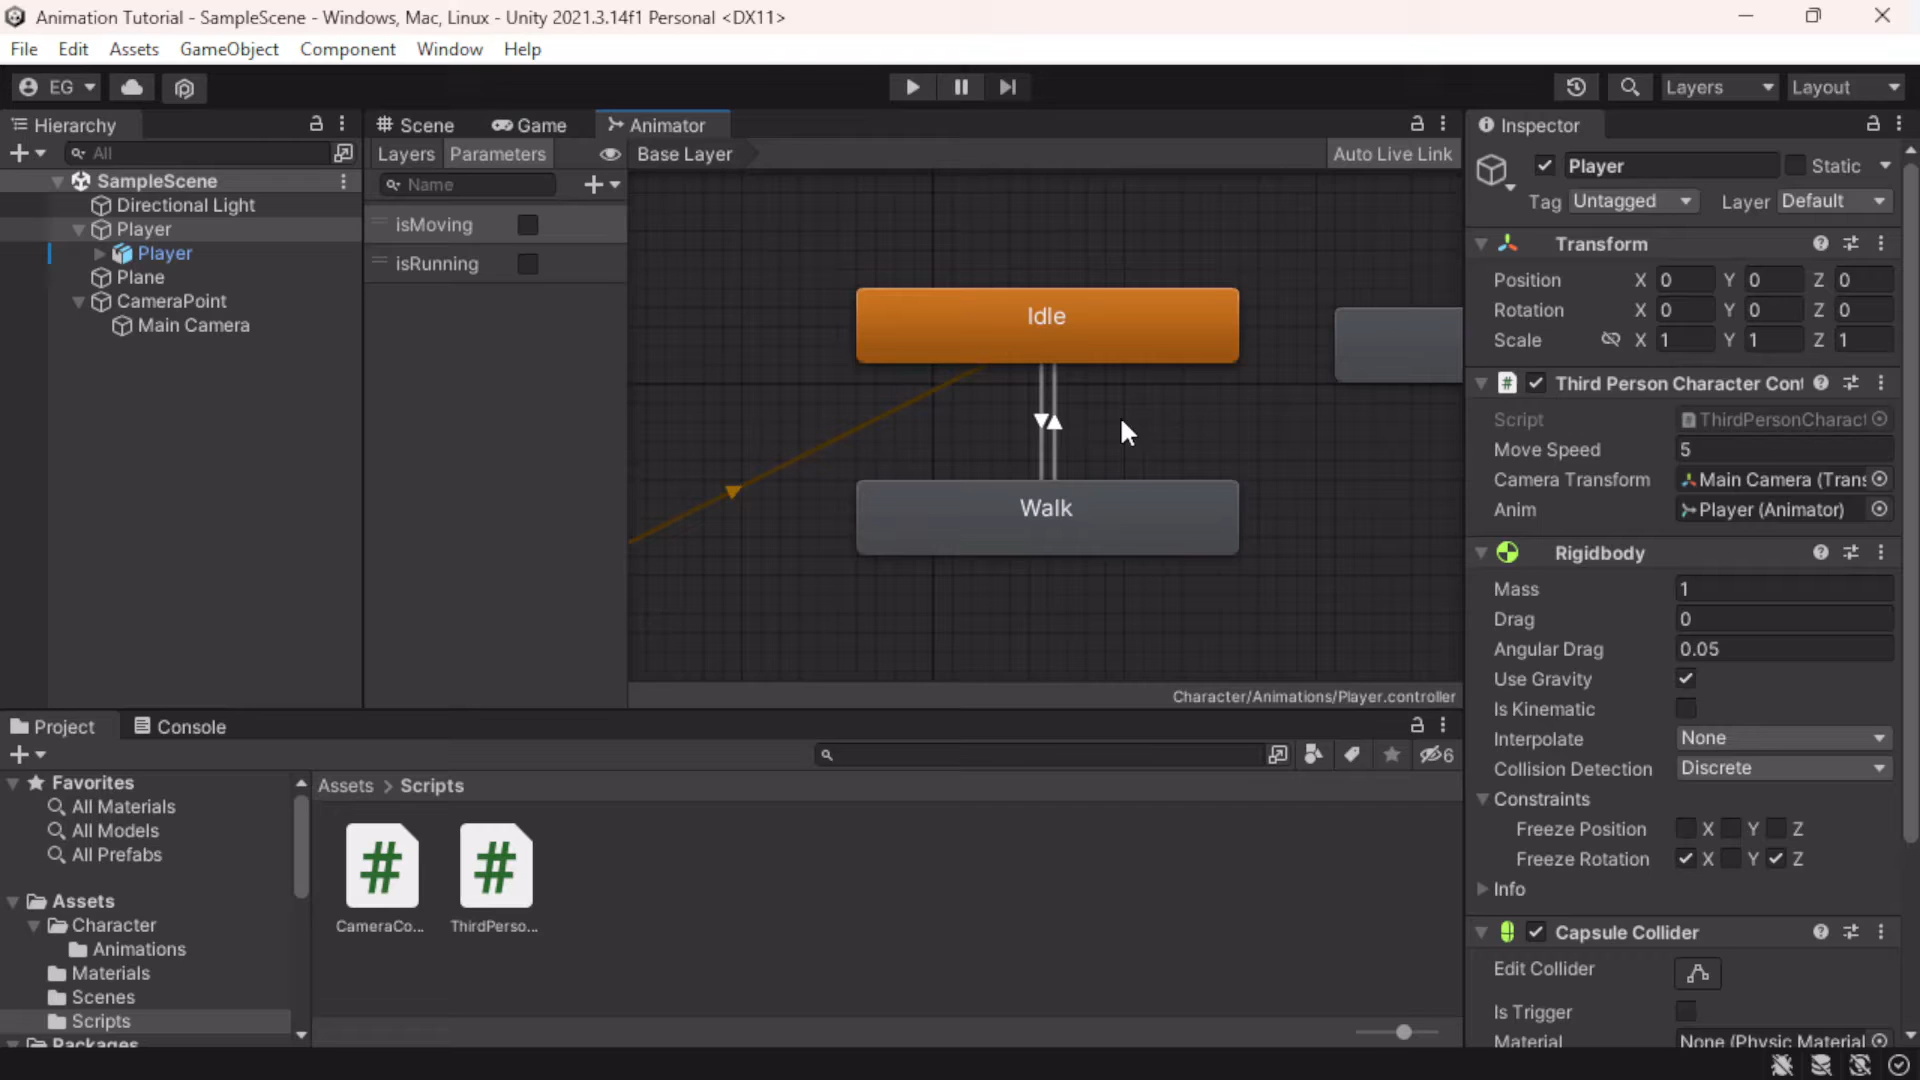 Animation Tutorial - SampleScene - Windows, Mac, Linux - Unity 2021.3.14f1 Personal <DX11>
File Edit Assets GameObject Component Window Help
EG Layers Layout
Hierarchy
All
SampleScene
Directional Light
Player
Player
Plane
CameraPoint
Main Camera
Scene Game Animator
Layers Parameters Base Layer Auto Live Link
Name
isMoving
isRunning
Idle
Walk
Character/Animations/Player.controller
Inspector
Player Static
Tag Untagged Layer Default
Transform
Position X 0 Y 0 Z 0
Rotation X 0 Y 0 Z 0
Scale X 1 Y 1 Z 1
# Third Person Character Cont
Script ThirdPersonCharact
Move Speed 5
Camera Transform Main Camera (Trans
Anim Player (Animator)
Rigidbody
Mass 1
Drag 0
Angular Drag 0.05
Use Gravity
Is Kinematic
Interpolate None
Collision Detection Discrete
Constraints
Freeze Position X Y Z
Freeze Rotation X Y Z
Info
Capsule Collider
Edit Collider
Is Trigger
Material None (Physic Material
Project Console
6
Favorites
All Materials
All Models
All Prefabs
Assets
Character
Animations
Materials
Scenes
Scripts
Packages
Assets > Scripts
# #
CameraCo... ThirdPerso...